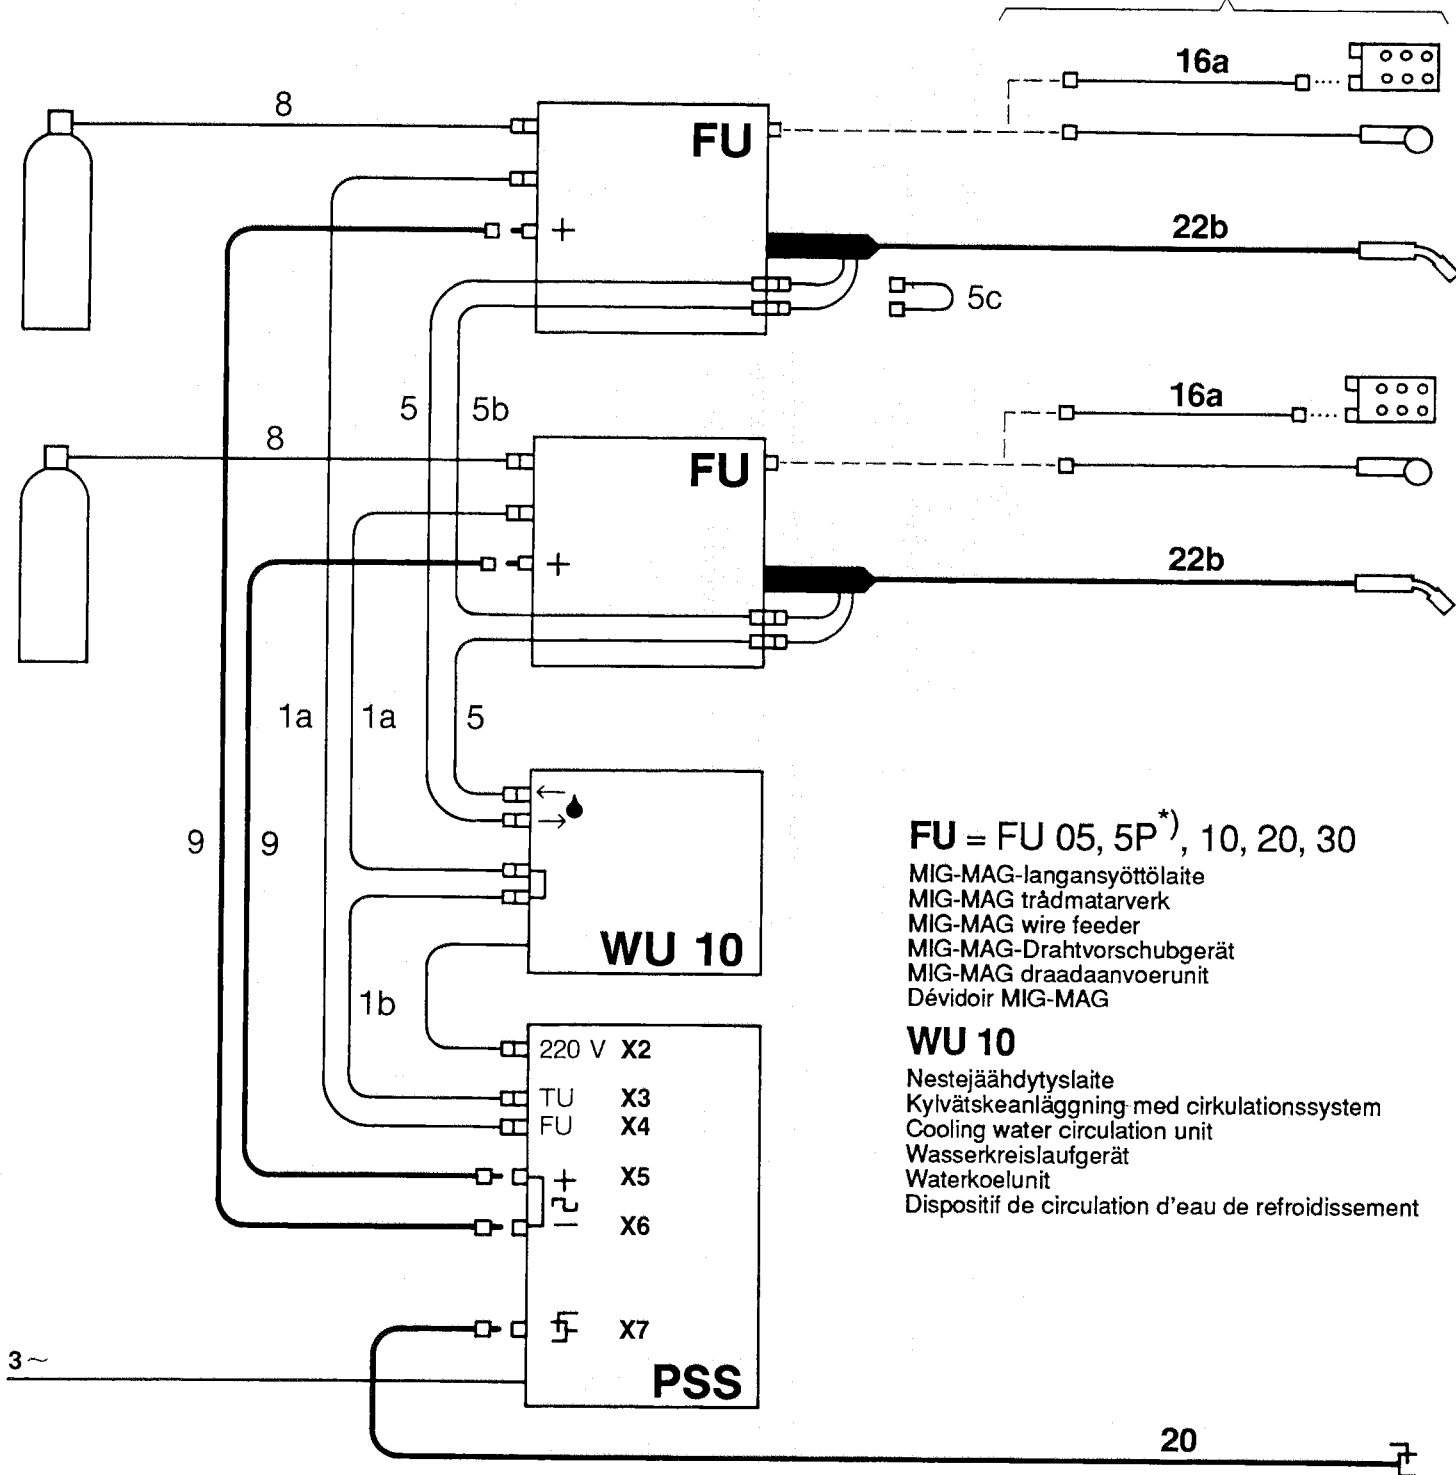 16a
8
FU
+
22b
5c
5
5b
16a
8
FU
+
22b
1a
1a
5
9
9
FU = FU 05, 5P*), 10, 20, 30
MIG-MAG-langansyöttölaite
MIG-MAG trådmatarverk
MIG-MAG wire feeder
MIG-MAG-Drahtvorschubgerät
MIG-MAG draadaanvoerunit
Dévidoir MIG-MAG
WU 10
1b
WU 10
Nestejäähdytyslaite
Kylvätskeanläggning med cirkulationssystem
Cooling water circulation unit
Wasserkreislaufgerät
Waterkoelunit
Dispositif de circulation d'eau de refroidissement
220 V X2
TU X3
FU X4
+ X5
− X6
X7
3~
PSS
20